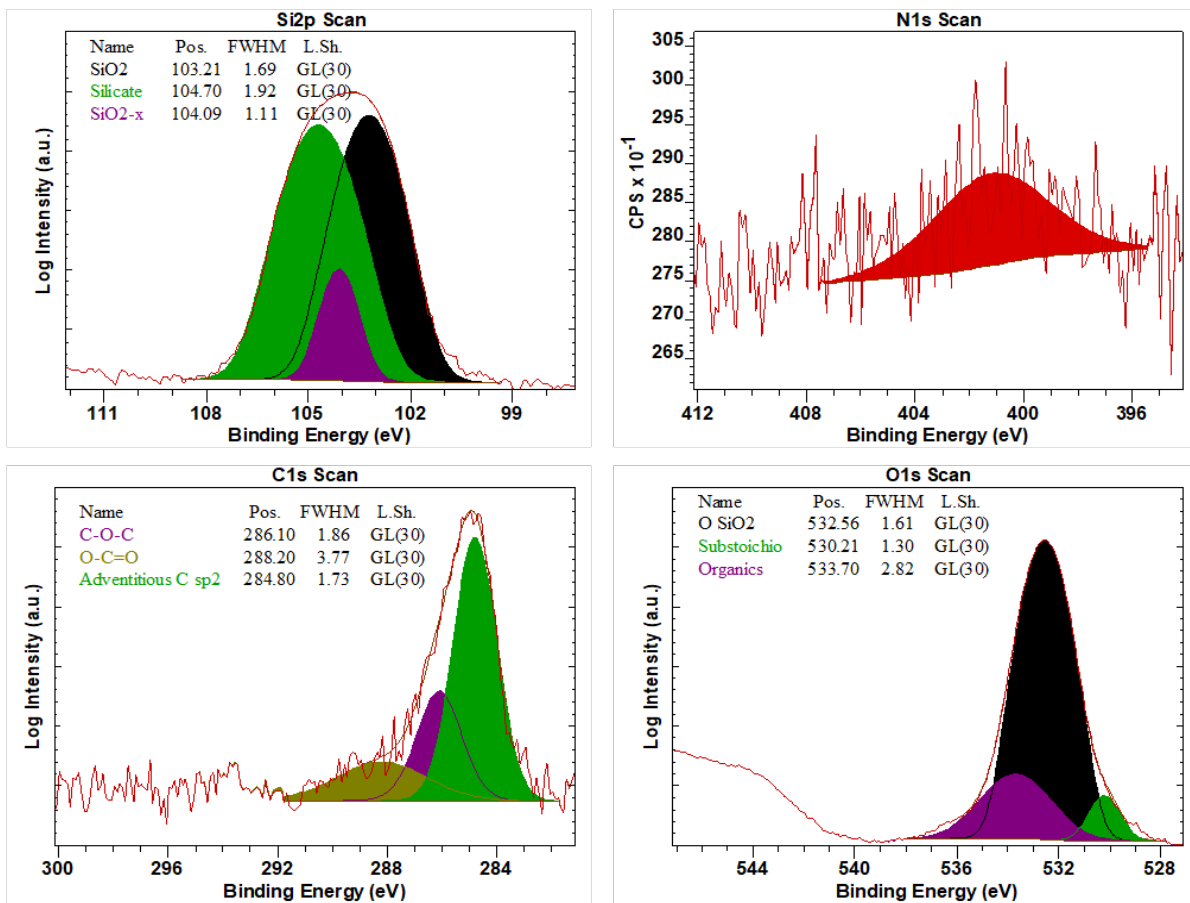 Si2p Scan
Name Pos. FWHM L.Sh.
SiO2 103.21 1.69 GL(30)
Silicate 104.70 1.92 GL(30)
SiO2-x 104.09 1.11 GL(30)
Log Intensity (a.u.)
111 108 105 102 99
Binding Energy (eV)
N1s Scan
305
300
295
290
285
280
275
270
265
CPS x 10^-1
412 408 404 400 396
Binding Energy (eV)
C1s Scan
Name Pos. FWHM L.Sh.
C-O-C 286.10 1.86 GL(30)
O-C=O 288.20 3.77 GL(30)
Adventitious C sp2 284.80 1.73 GL(30)
Log Intensity (a.u.)
300 296 292 288 284
Binding Energy (eV)
O1s Scan
Name Pos. FWHM L.Sh.
O SiO2 532.56 1.61 GL(30)
Substoichio 530.21 1.30 GL(30)
Organics 533.70 2.82 GL(30)
Log Intensity (a.u.)
544 540 536 532 528
Binding Energy (eV)